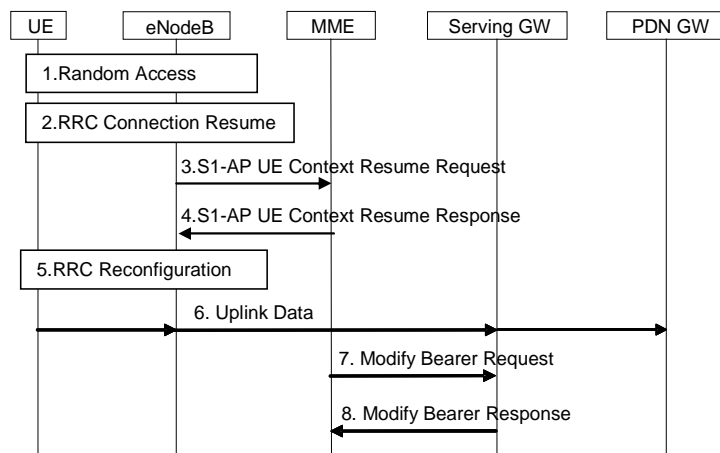 UE eNodeB MME Serving GW PDN GW
1.Random Access
2.RRC Connection Resume
3.S1-AP UE Context Resume Request
4.S1-AP UE Context Resume Response
5.RRC Reconfiguration
6. Uplink Data
7. Modify Bearer Request
8. Modify Bearer Response